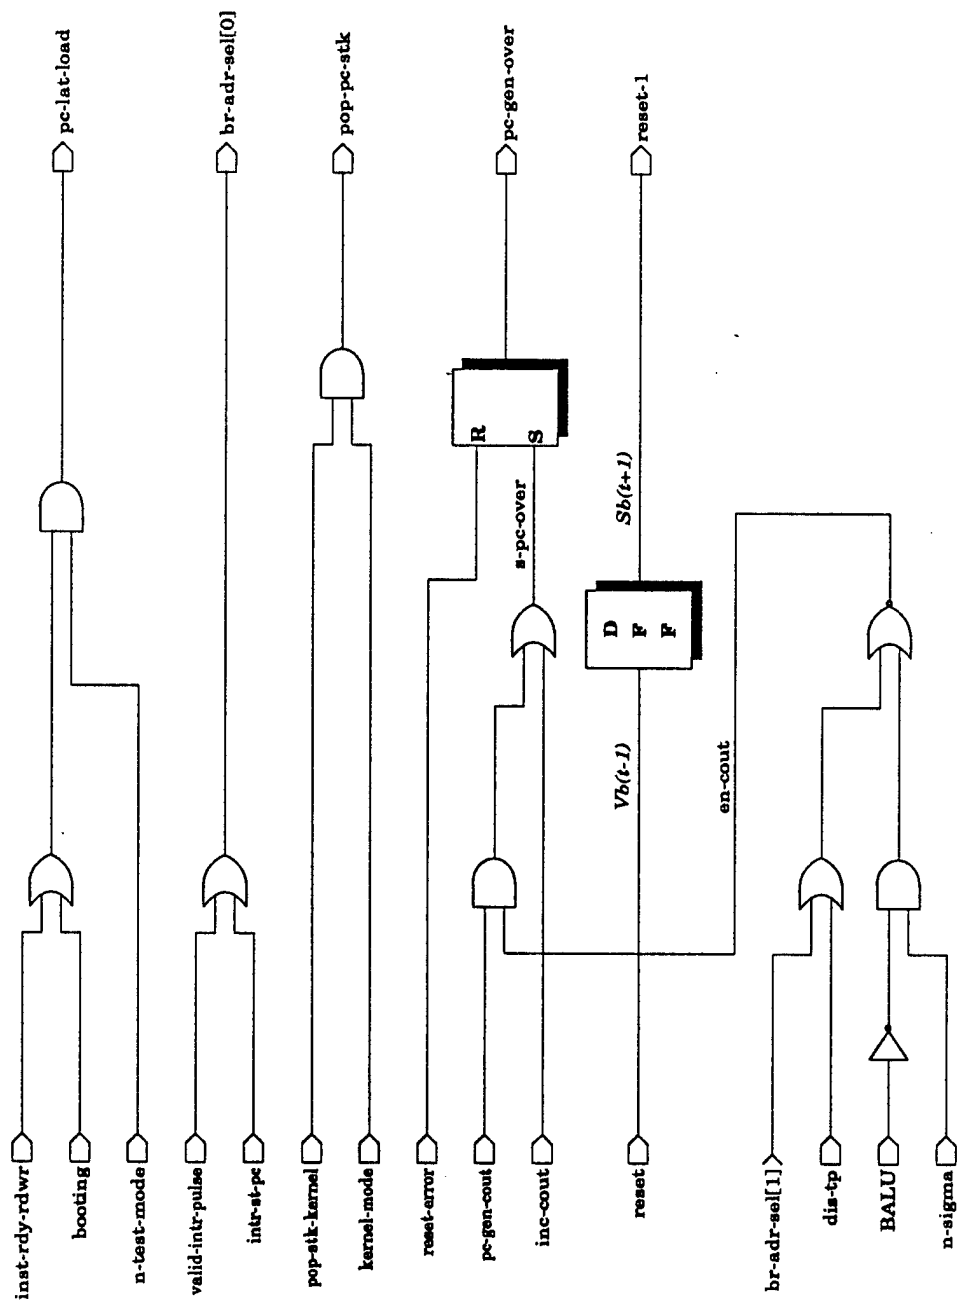 inst-rdy-rdwr
booting
n-test-mode
valid-intr-pulse
intr-st-pc
pop-stk-kernel
kernel-mode
reset-error
pc-gen-cout
inc-cout
reset
br-adr-sel[1]
dis-tp
BALU
n-sigma
Vb(t-1)
en-cout
D
F
F
s-pc-over
Sb(t+1)
R
S
pc-lat-load
br-adr-sel[0]
pop-pc-stk
pc-gen-over
reset-1